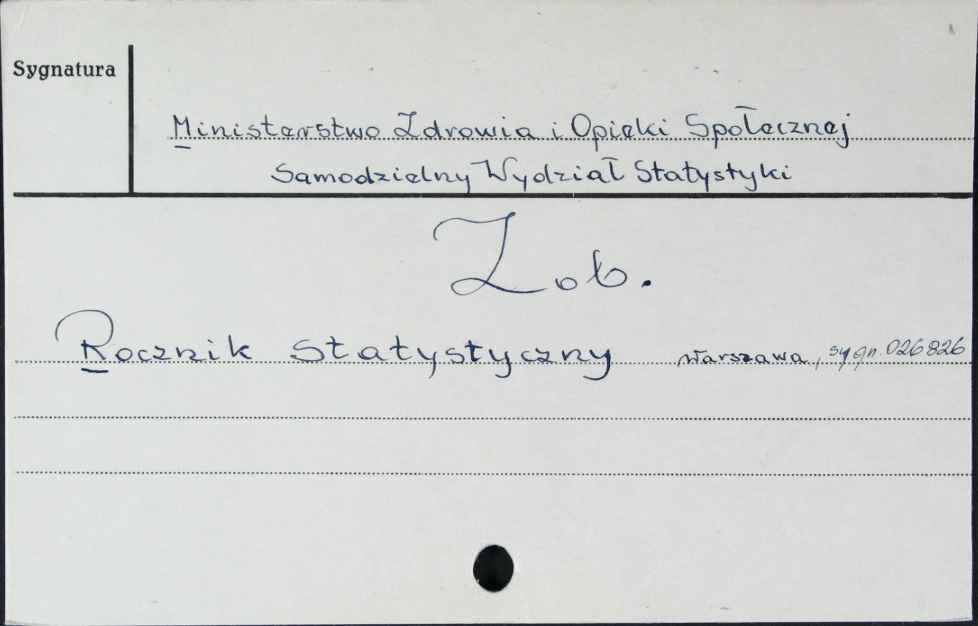 Sygnatura
Ministerstwo Zdrowia i Opieki Społecznej
Samodzielny Wydział Statystyki
Zob.
Rocznik Statystyczny Warszawa, sygn. 026826